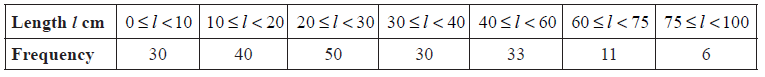 Length l cm 0 ≤ l < 10 10 ≤ l < 20 20 ≤ l < 30 30 ≤ l < 40 40 ≤ l < 60 60 ≤ l < 75 75 ≤ l < 100
Frequency 30 40 50 30 33 11 6